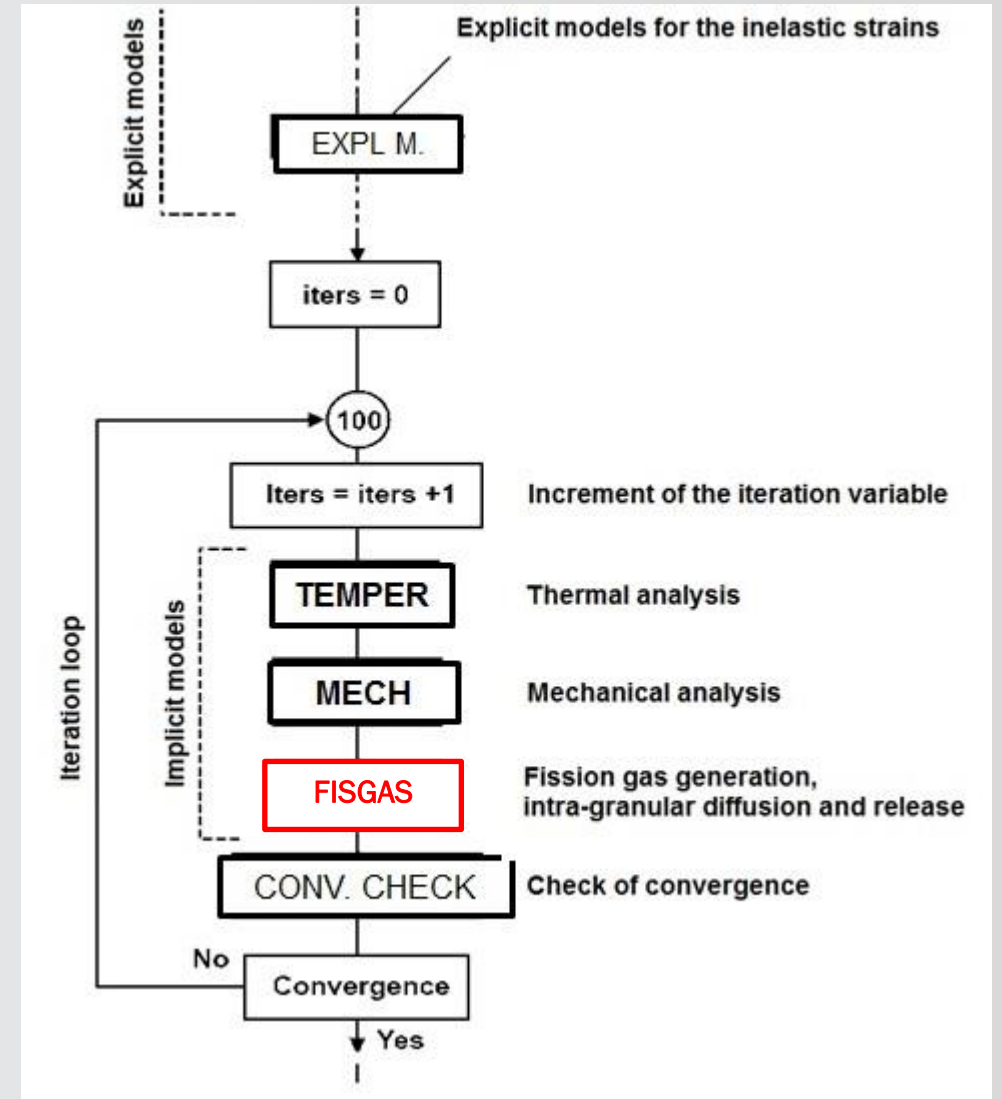 Explicit models for the inelastic strains
Explicit models
EXPL M.
iters = 0
100
Iters = iters +1
Increment of the iteration variable
Iteration loop
Implicit models
TEMPER
Thermal analysis
MECH
Mechanical analysis
FISGAS
Fission gas generation,
intra-granular diffusion and release
CONV. CHECK
Check of convergence
No
Convergence
Yes